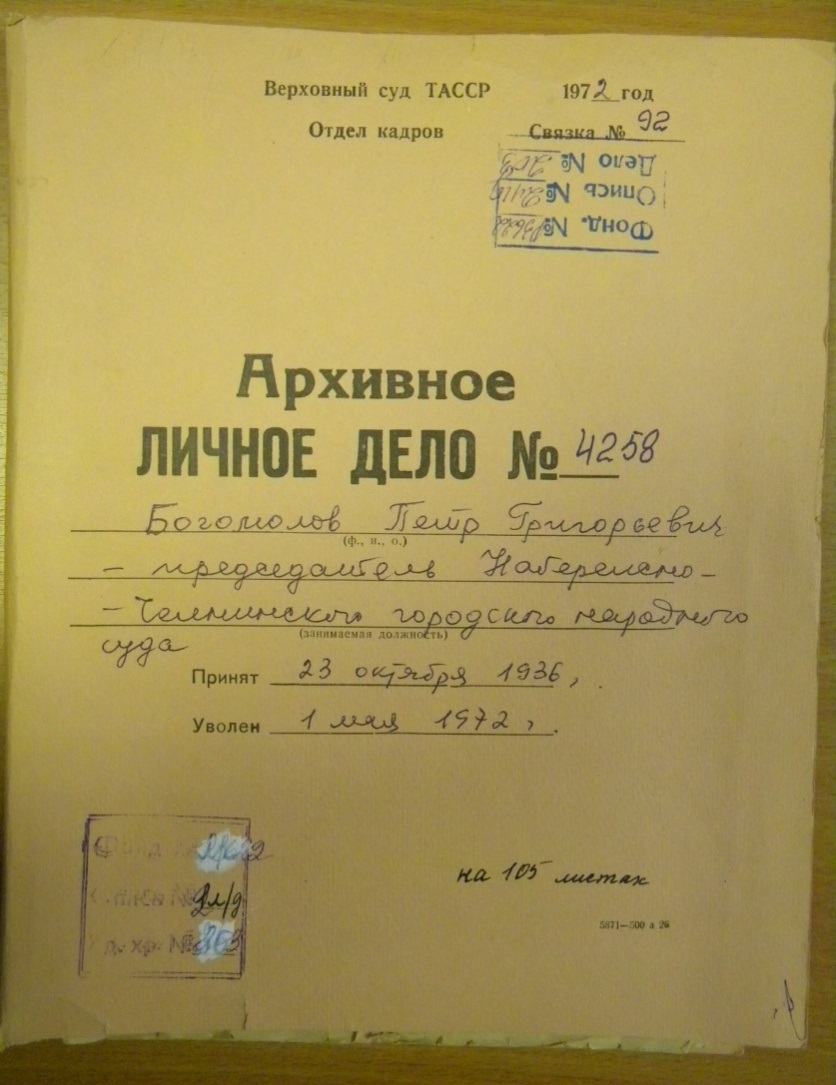 Верховный суд ТАССР 1972 год
Отдел кадров Связка № 92
Дело №
Опись №
Фонд. №
Архивное
ЛИЧНОЕ ДЕЛО № 4258
Богомолов Петр Григорьевич
(ф., и., о.)
- председатель Набережно-
- Челнинского городского народного
(занимаемая должность)
суда
Принят 23 октября 1936,
Уволен 1 мая 1972,
на 105 листах
5871—500 а 26